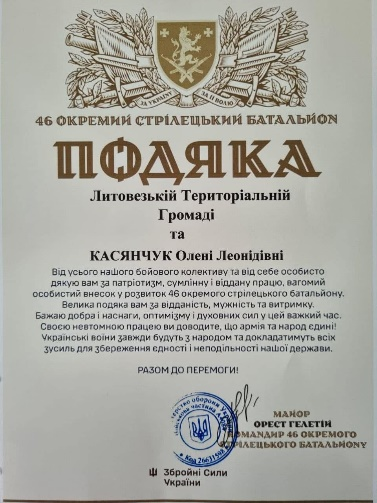 ЗА УКРАЇНУ
ЗА ЇЇ ВОЛЮ
46 ОКРЕМИЙ СТРІЛЕЦЬКИЙ БАТАЛЬЙОН
ПОДЯКА
Литовезькій Територіальній
Громаді
та
КАСЯНЧУК Олені Леонідівні
Від усього нашого бойового колективу та від себе особисто
дякую вам за патріотизм, сумлінну і віддану працю, вагомий
особистий внесок у розвиток 46 окремого стрілецького батальйону.
Велика подяка вам за відданість, мужність та витримку.
Бажаю добра і наснаги, оптимізму і духовних сил у цей важкий час.
Своєю невтомною працею ви доводите, що армія та народ єдині!
Українські воїни завжди будуть з народом та докладатимуть всіх
зусиль для збереження єдності і неподільності нашої держави.
РАЗОМ ДО ПЕРЕМОГИ!
МАЙОР
ОРЕСТ ГЕЛЕТІЙ
КОМАНДИР 46 ОКРЕМОГО
СТРІЛЕЦЬКОГО БАТАЛЬЙОНУ
Збройні Сили
України